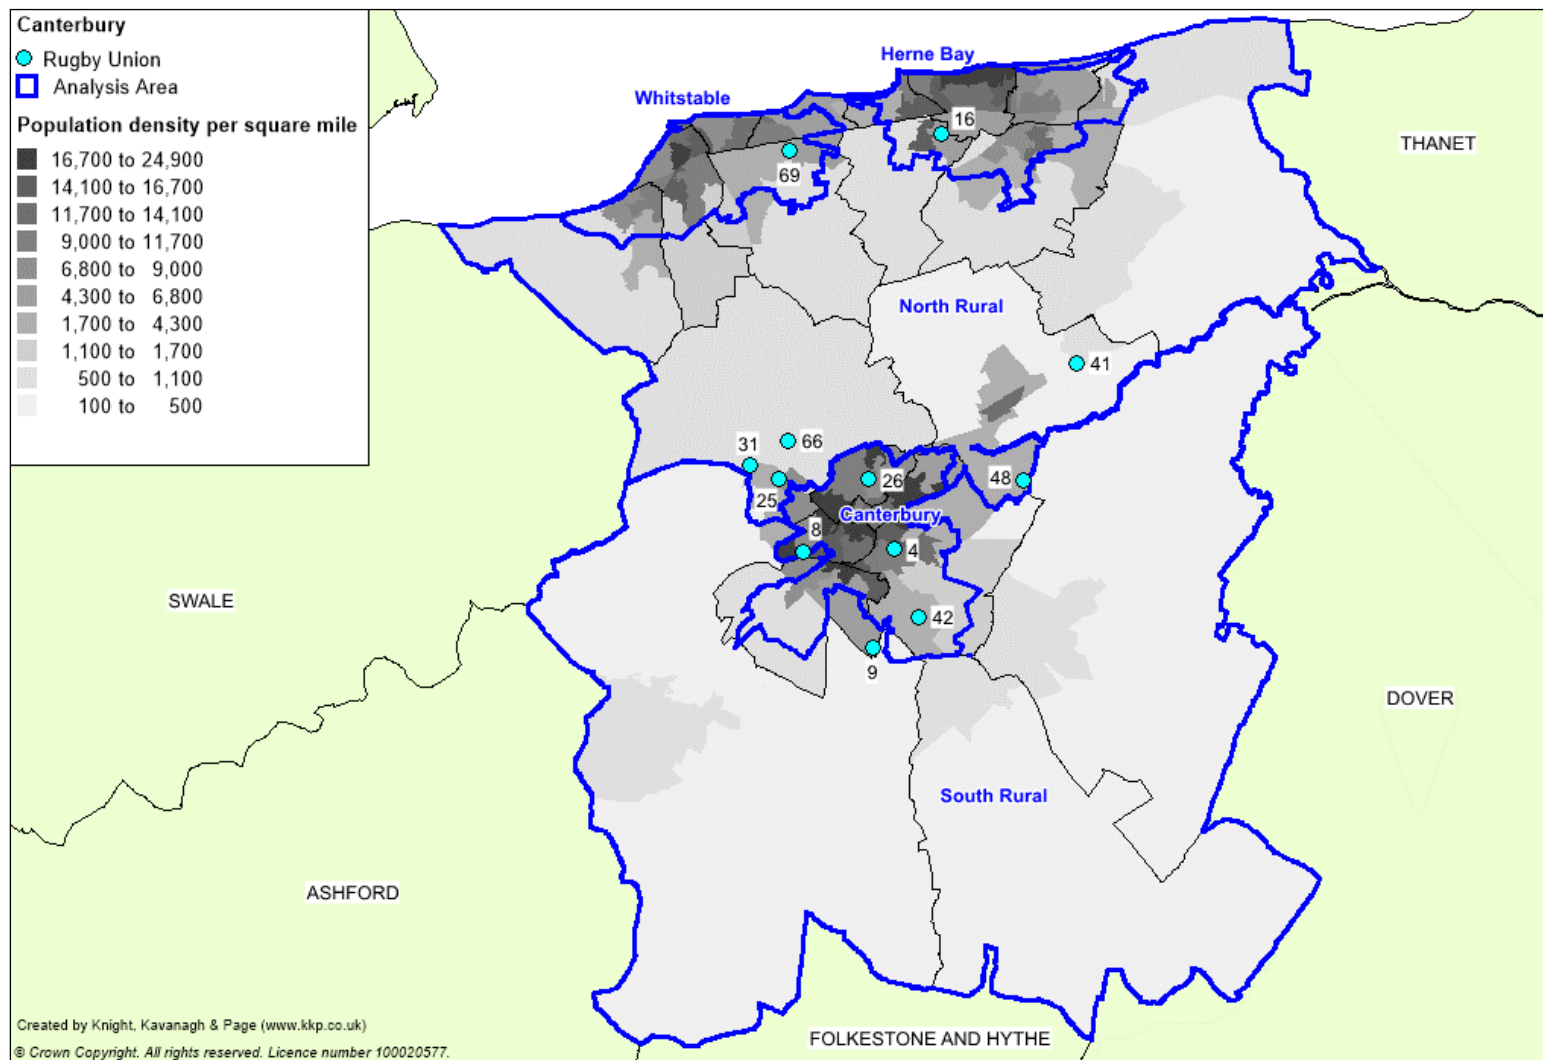 Canterbury
Rugby Union
Analysis Area
Population density per square mile
16,700 to 24,900
14,100 to 16,700
11,700 to 14,100
9,000 to 11,700
6,800 to 9,000
4,300 to 6,800
1,700 to 4,300
1,100 to 1,700
500 to 1,100
100 to 500
Herne Bay
Whitstable
16
THANET
69
North Rural
41
31
66
25
26
48
Canterbury
8
4
SWALE
42
9
DOVER
South Rural
ASHFORD
Created by Knight, Kavanagh & Page (www.kkp.co.uk)
FOLKESTONE AND HYTHE
© Crown Copyright. All rights reserved. Licence number 100020577.